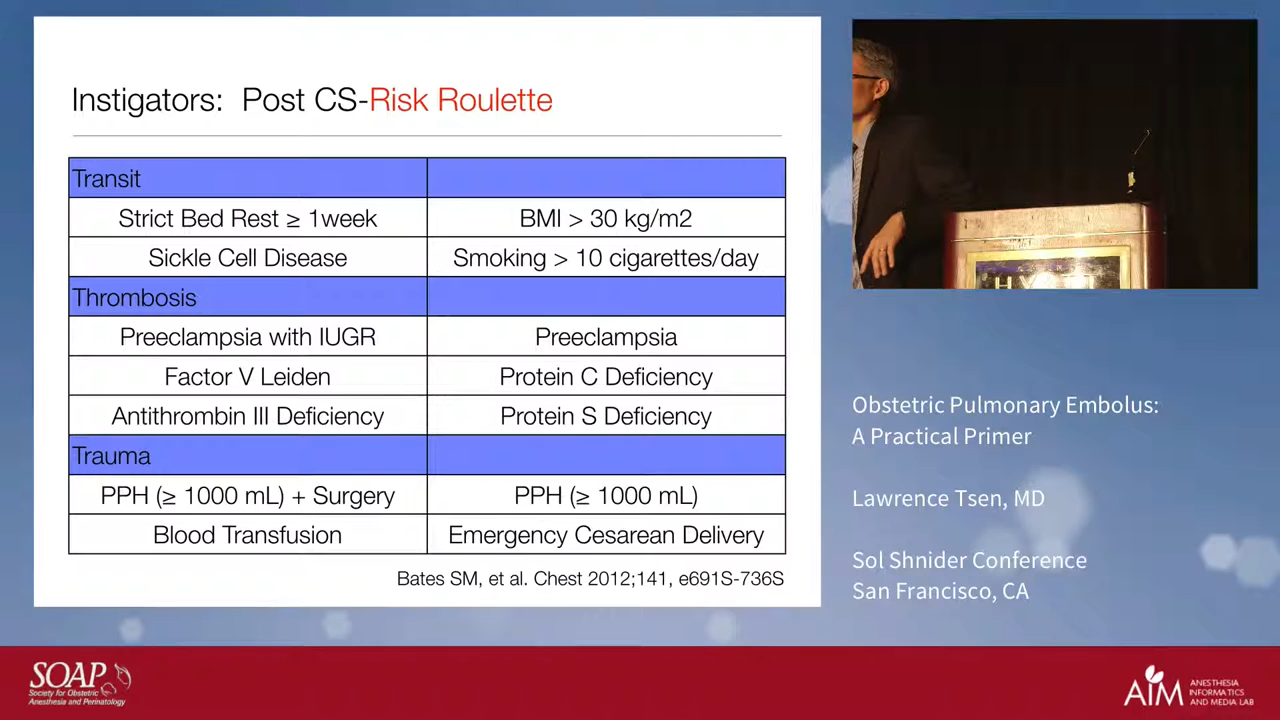 Instigators: Post CS-Risk Roulette
Transit
Strict Bed Rest ≥ 1week BMI > 30 kg/m2
Sickle Cell Disease Smoking > 10 cigarettes/day
Thrombosis
Preeclampsia with IUGR Preeclampsia
Factor V Leiden Protein C Deficiency
Antithrombin III Deficiency Protein S Deficiency
Trauma
PPH (≥ 1000 mL) + Surgery PPH (≥ 1000 mL)
Blood Transfusion Emergency Cesarean Delivery
Bates SM, et al. Chest 2012;141, e691S-736S
Obstetric Pulmonary Embolus:
A Practical Primer
Lawrence Tsen, MD
Sol Shnider Conference
San Francisco, CA
SOAP
Society for Obstetric
Anesthesia and Perinatology
AIM
ANESTHESIA
INFORMATICS
AND MEDIA LAB